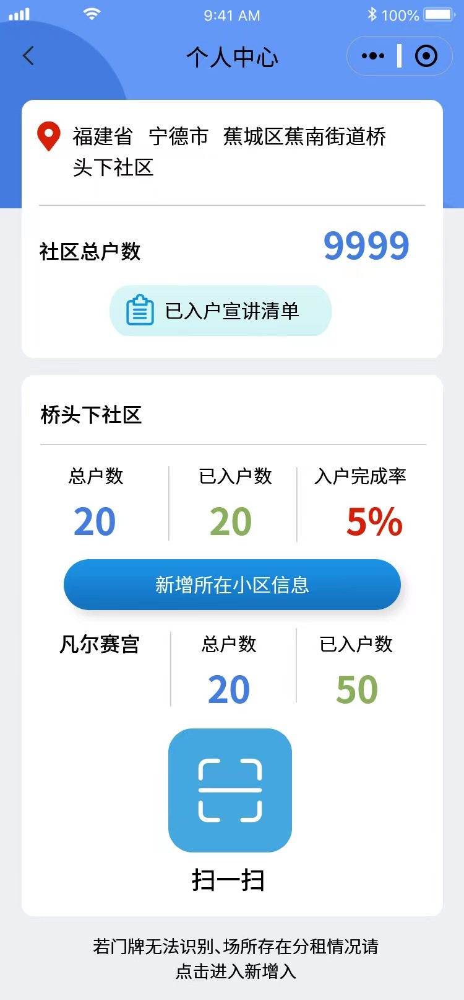 9:41 AM
100%
个人中心
福建省 宁德市 蕉城区蕉南街道桥
头下社区
社区总户数
9999
已入户宣讲清单
桥头下社区
总户数 已入户数 入户完成率
20 20 5%
新增所在小区信息
凡尔赛宫 总户数 已入户数
20 50
扫一扫
若门牌无法识别、场所存在分租情况请
点击进入新增入